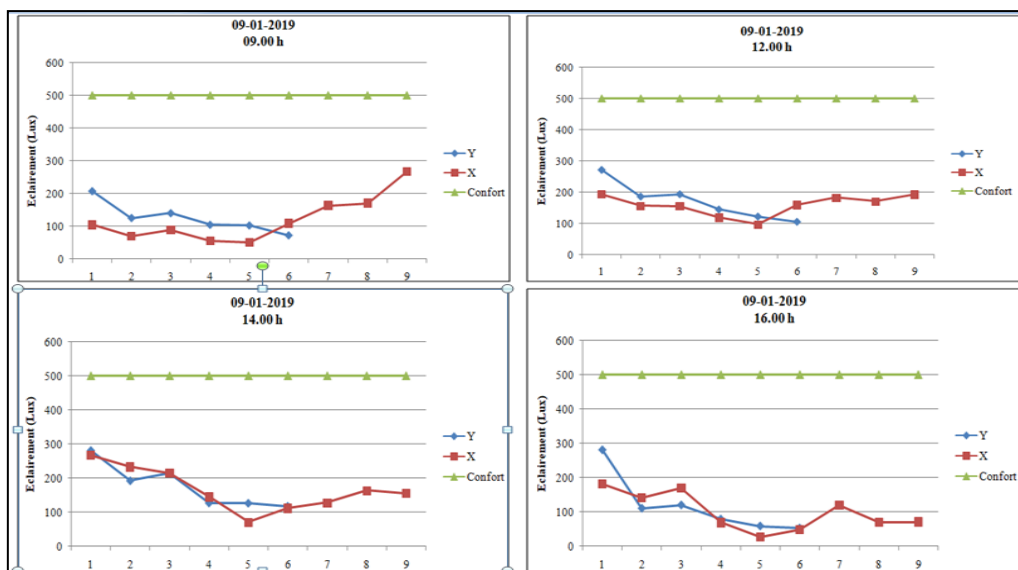 09-01-2019
09.00 h
600
500
400
300
200
100
0
Eclairement (Lux)
1 2 3 4 5 6 7 8 9
Y
X
Confort
09-01-2019
12.00 h
600
500
400
300
200
100
0
Eclairement (Lux)
1 2 3 4 5 6 7 8 9
Y
X
Confort
09-01-2019
14.00 h
600
500
400
300
200
100
0
Eclairement (Lux)
1 2 3 4 5 6 7 8 9
Y
X
Confort
09-01-2019
16.00 h
600
500
400
300
200
100
0
Eclairement (Lux)
1 2 3 4 5 6 7 8 9
Y
X
Confort